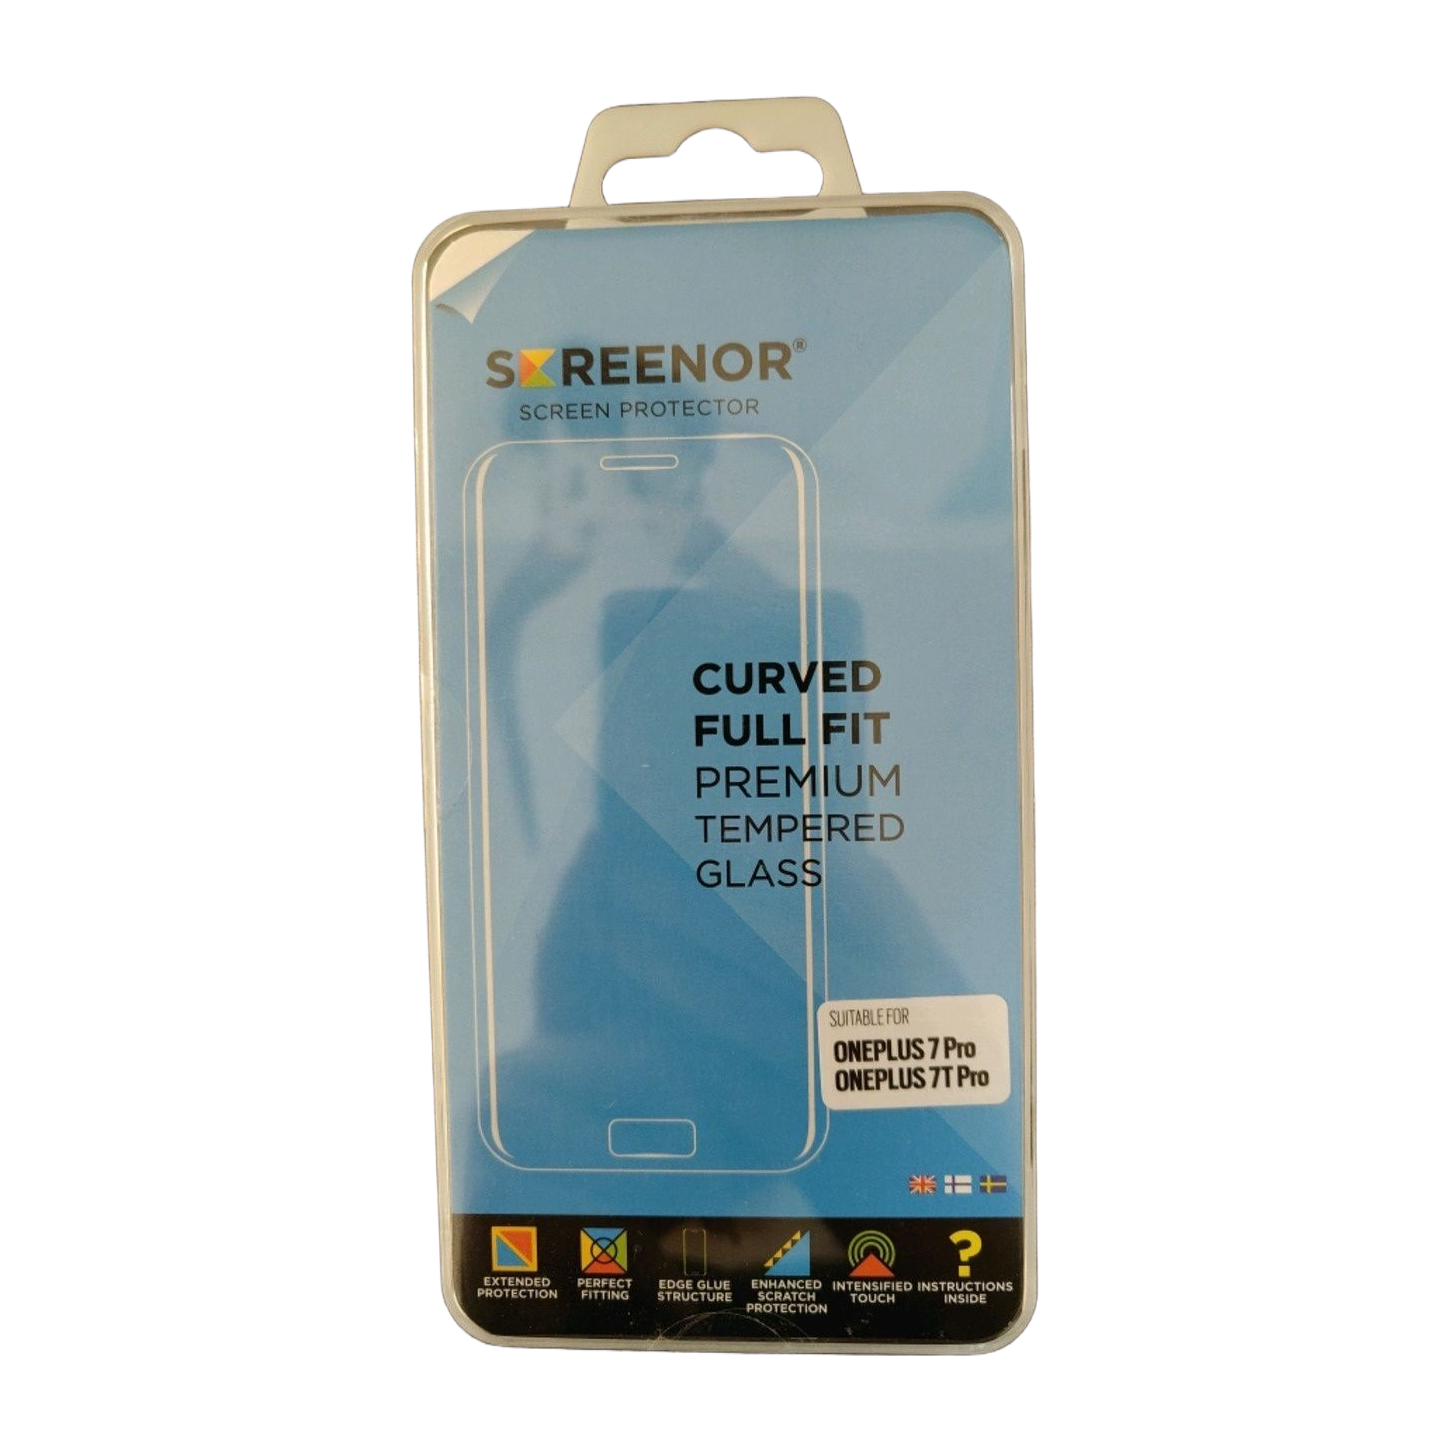 SCREENOR®
SCREEN PROTECTOR
CURVED
FULL FIT
PREMIUM
TEMPERED
GLASS
SUITABLE FOR
ONEPLUS 7 Pro
ONEPLUS 7T Pro
EXTENDED
PROTECTION
PERFECT
FITTING
EDGE GLUE
STRUCTURE
ENHANCED
SCRATCH
PROTECTION
INTENSIFIED
TOUCH
?
INSTRUCTIONS
INSIDE